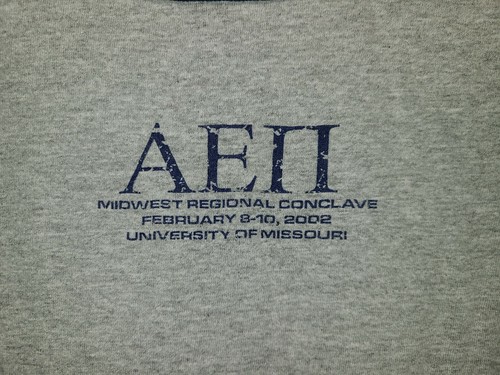 ΑΕΠ
MIDWEST REGIONAL CONCLAVE
FEBRUARY 8-10, 2002
UNIVERSITY OF MISSOURI